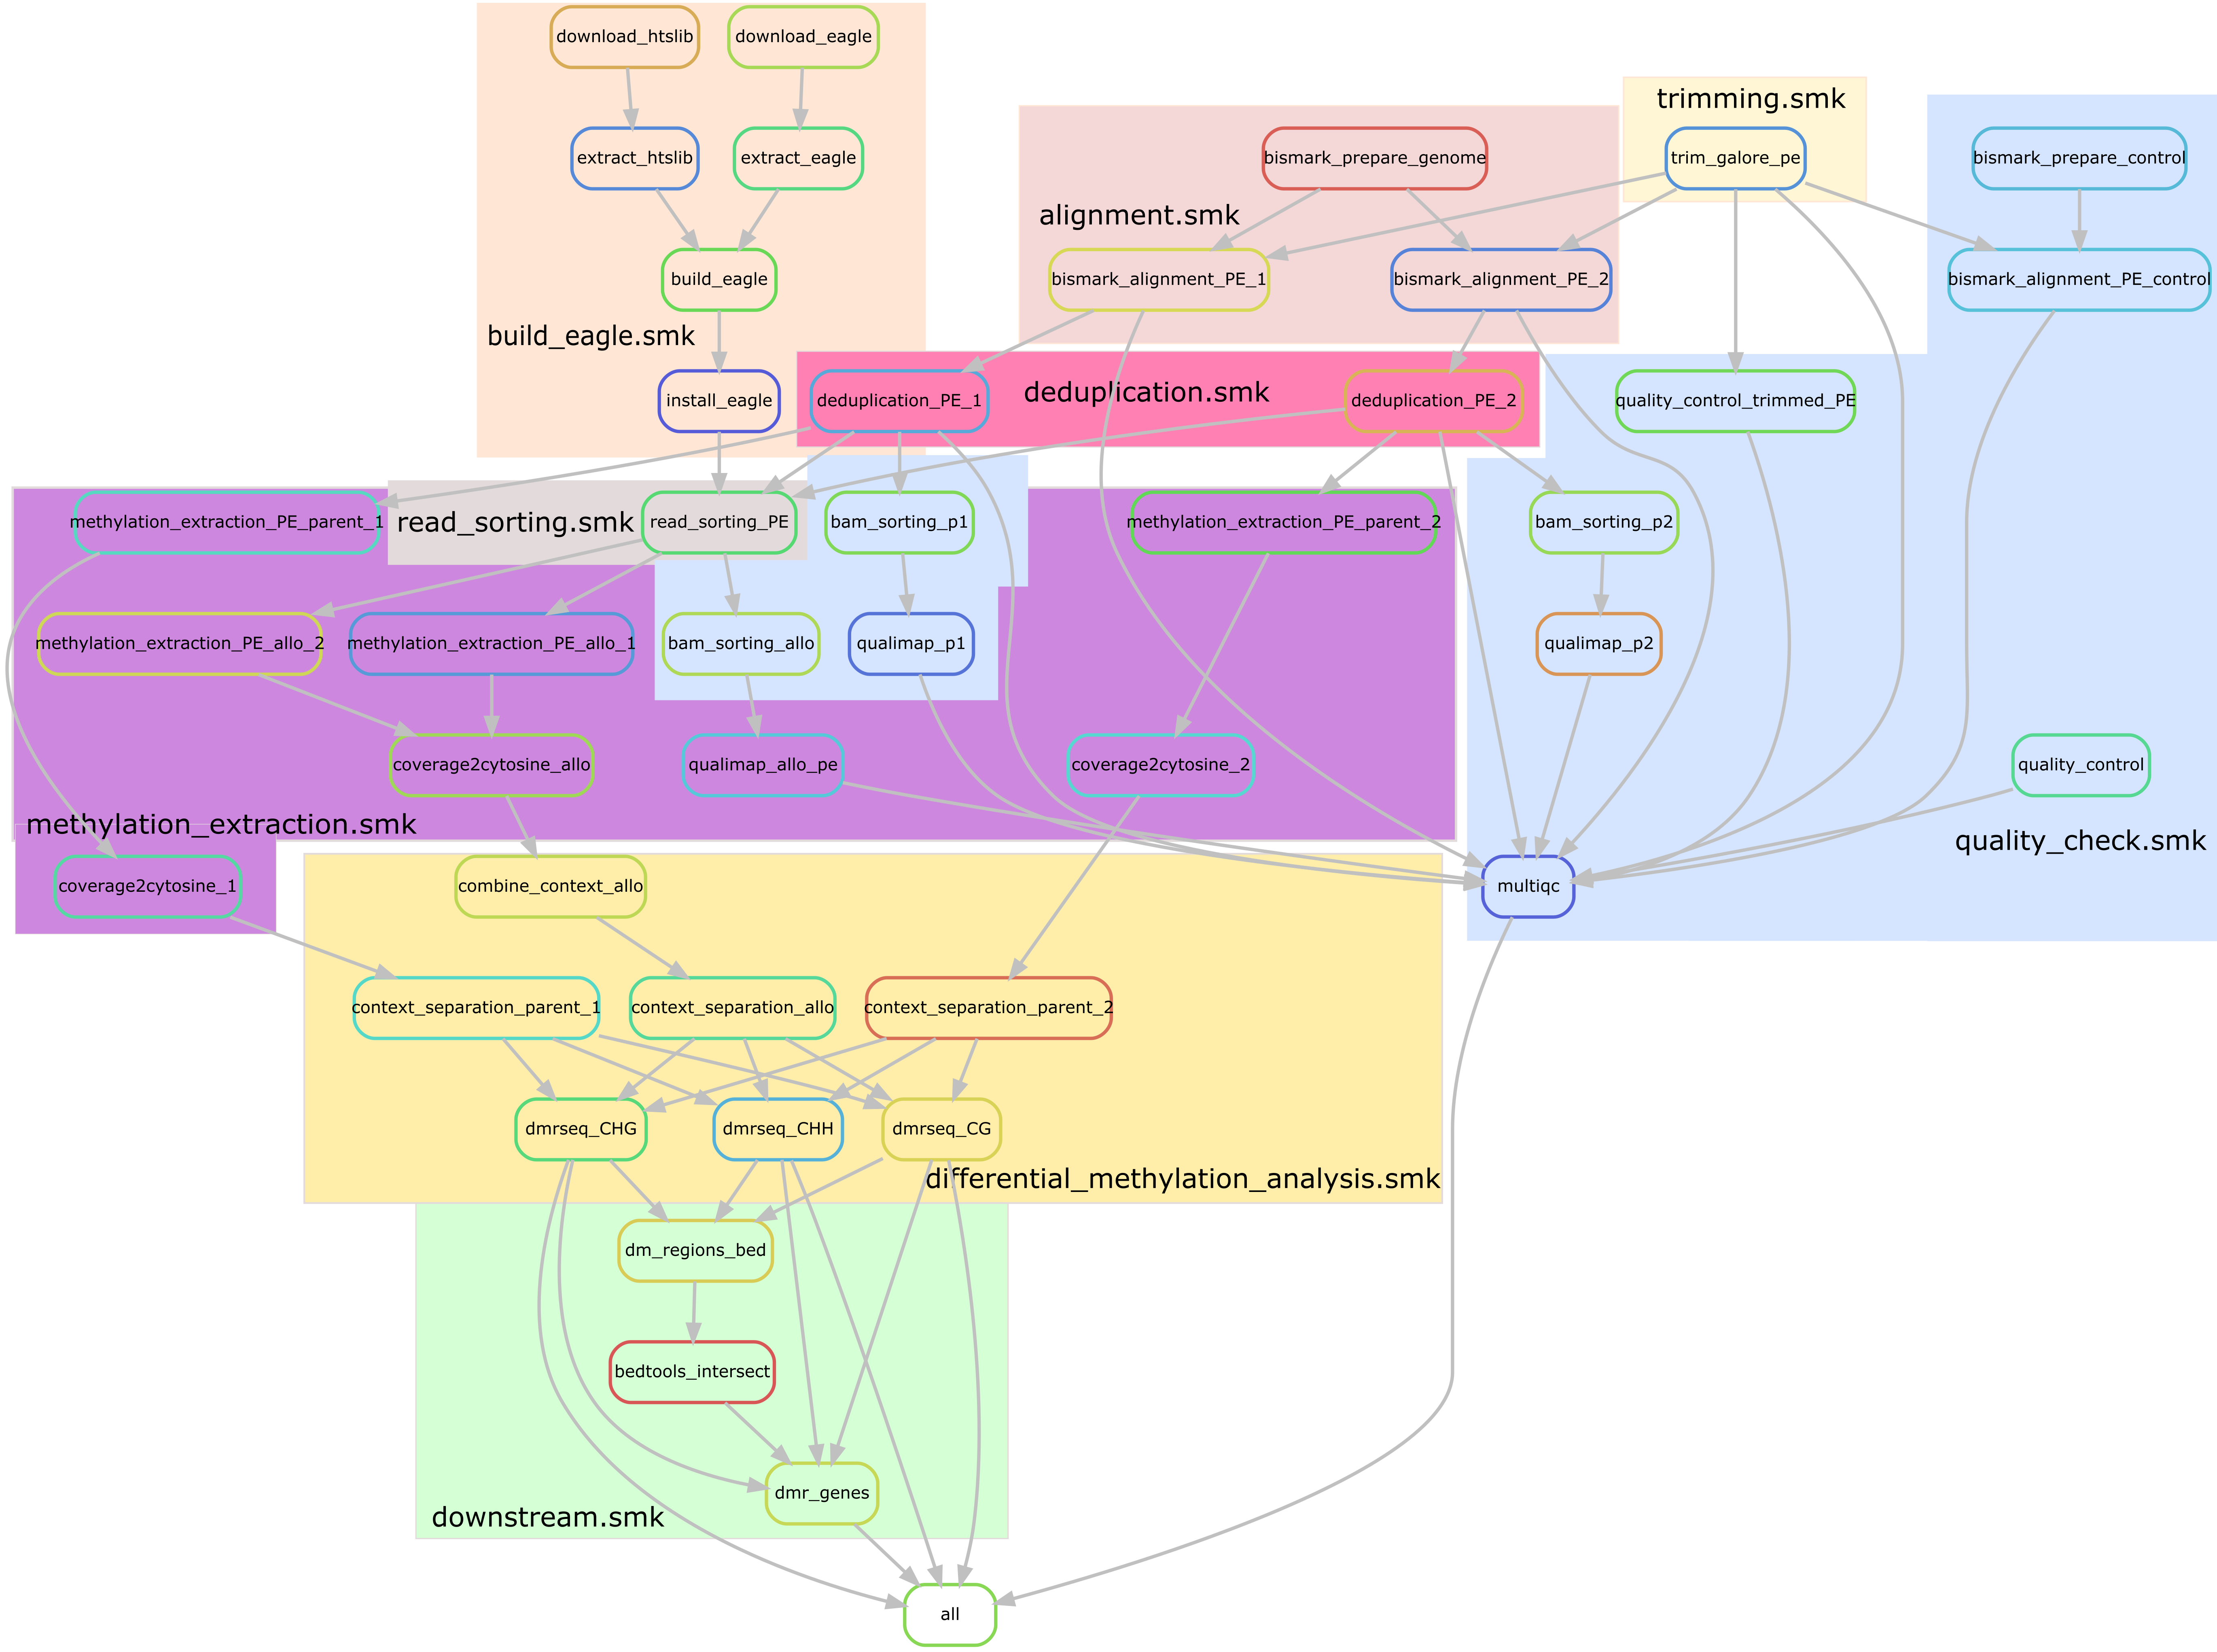 download_htslib
download_eagle
trimming.smk
extract_htslib
extract_eagle
bismark_prepare_genome
trim_galore_pe
bismark_prepare_control
alignment.smk
build_eagle
bismark_alignment_PE_1
bismark_alignment_PE_2
bismark_alignment_PE_control
build_eagle.smk
install_eagle
deduplication_PE_1
deduplication.smk
deduplication_PE_2
quality_control_trimmed_PE
methylation_extraction_PE_parent_1
read_sorting.smk
read_sorting_PE
bam_sorting_p1
methylation_extraction_PE_parent_2
bam_sorting_p2
methylation_extraction_PE_allo_2
methylation_extraction_PE_allo_1
bam_sorting_allo
qualimap_p1
qualimap_p2
coverage2cytosine_allo
qualimap_allo_pe
coverage2cytosine_2
quality_control
methylation_extraction.smk
quality_check.smk
coverage2cytosine_1
combine_context_allo
multiqc
context_separation_parent_1
context_separation_allo
context_separation_parent_2
dmrseq_CHG
dmrseq_CHH
dmrseq_CG
differential_methylation_analysis.smk
dm_regions_bed
bedtools_intersect
dmr_genes
downstream.smk
all